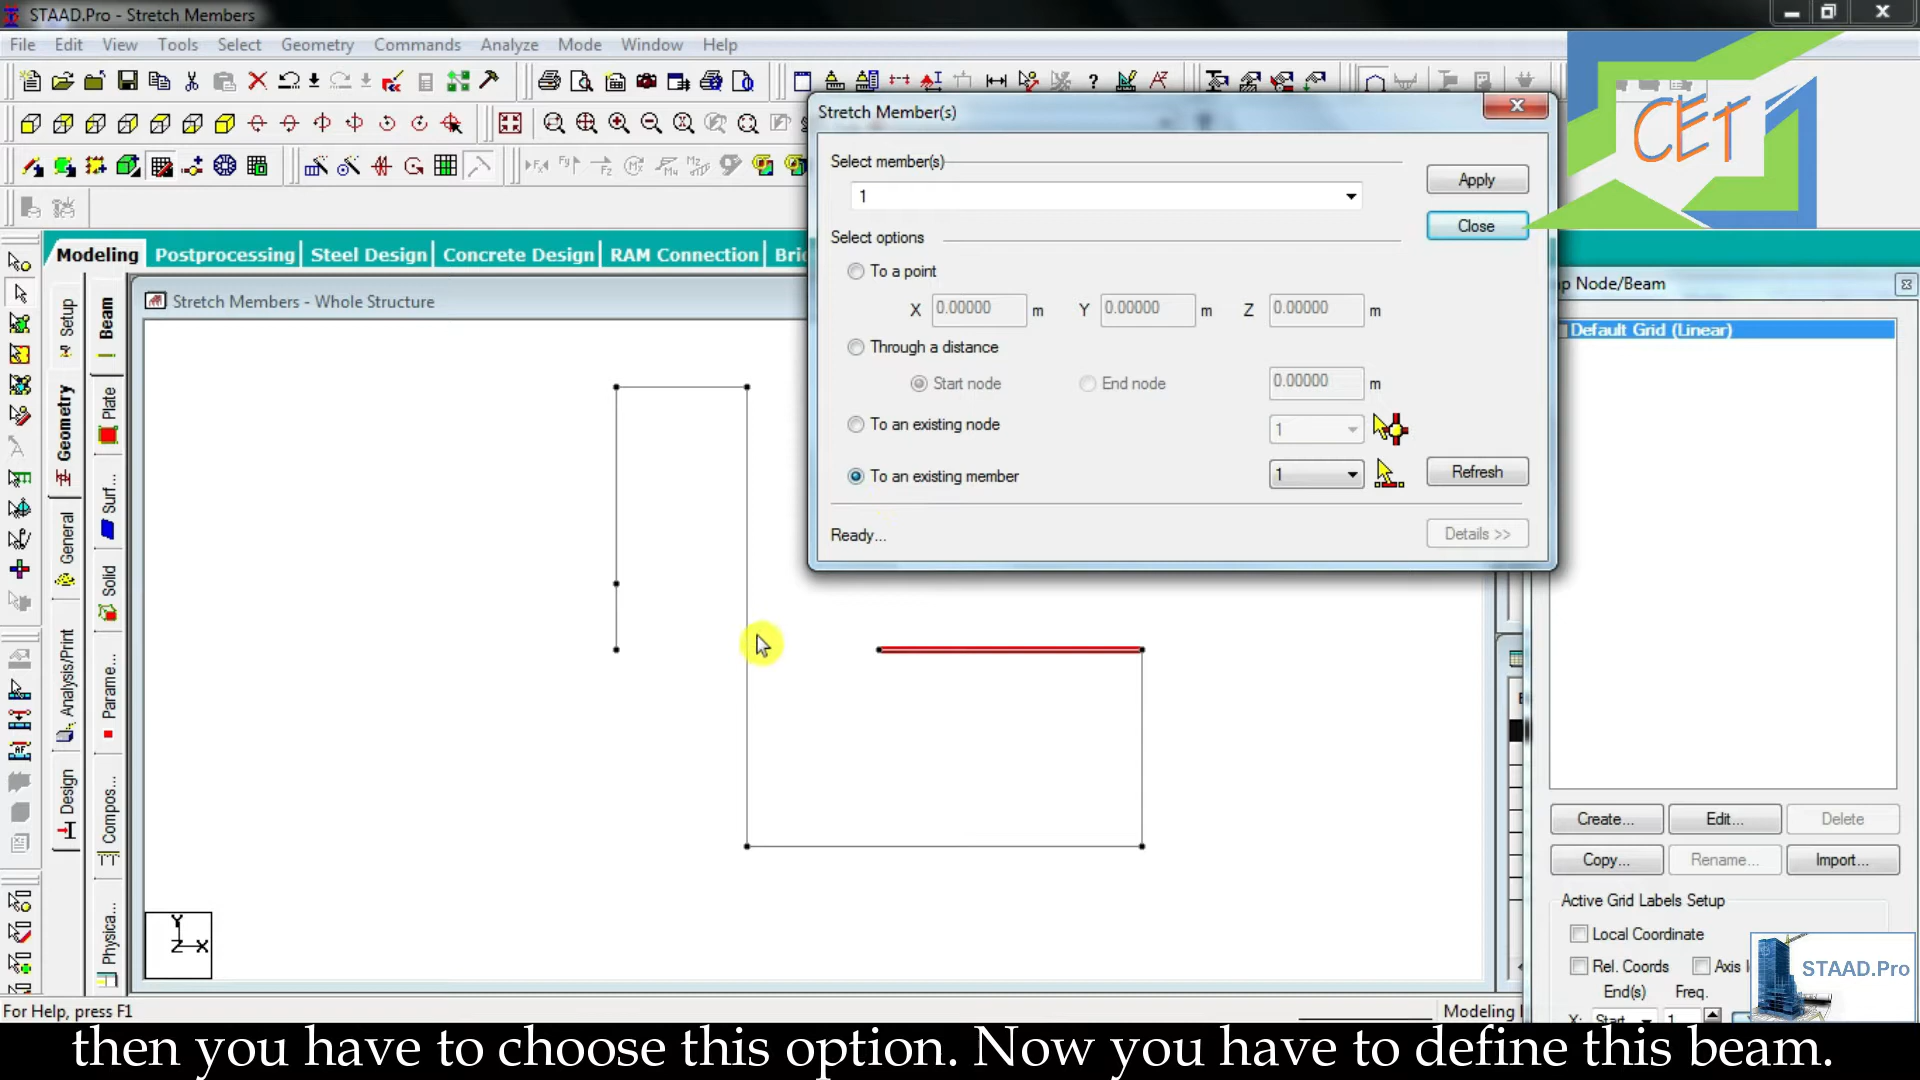 STAAD.Pro - Stretch Members
File Edit View Tools Select Geometry Commands Analyze Mode Window Help
CET
Stretch Member(s)
Select member(s)
1
Apply
Close
Select options
To a point
X 0.00000 m Y 0.00000 m Z 0.00000 m
Through a distance
Start node End node 0.00000 m
To an existing node 1
To an existing member 1 Refresh
Ready... Details >>
Modeling Postprocessing Steel Design Concrete Design RAM Connection
Stretch Members - Whole Structure
Setup
Geometry
General
Analysis/Print
Design
Beam
Plate
Surf...
Solid
Parame...
Compos...
Physica...
Y
Z X
Node/Beam
Default Grid (Linear)
Create... Edit... Delete
Copy... Rename... Import...
Active Grid Labels Setup
Local Coordinate
Rel. Coords Axis
End(s) Freq.
X: Start 1
STAAD.Pro
For Help, press F1
Modeling
then you have to choose this option. Now you have to define this beam.